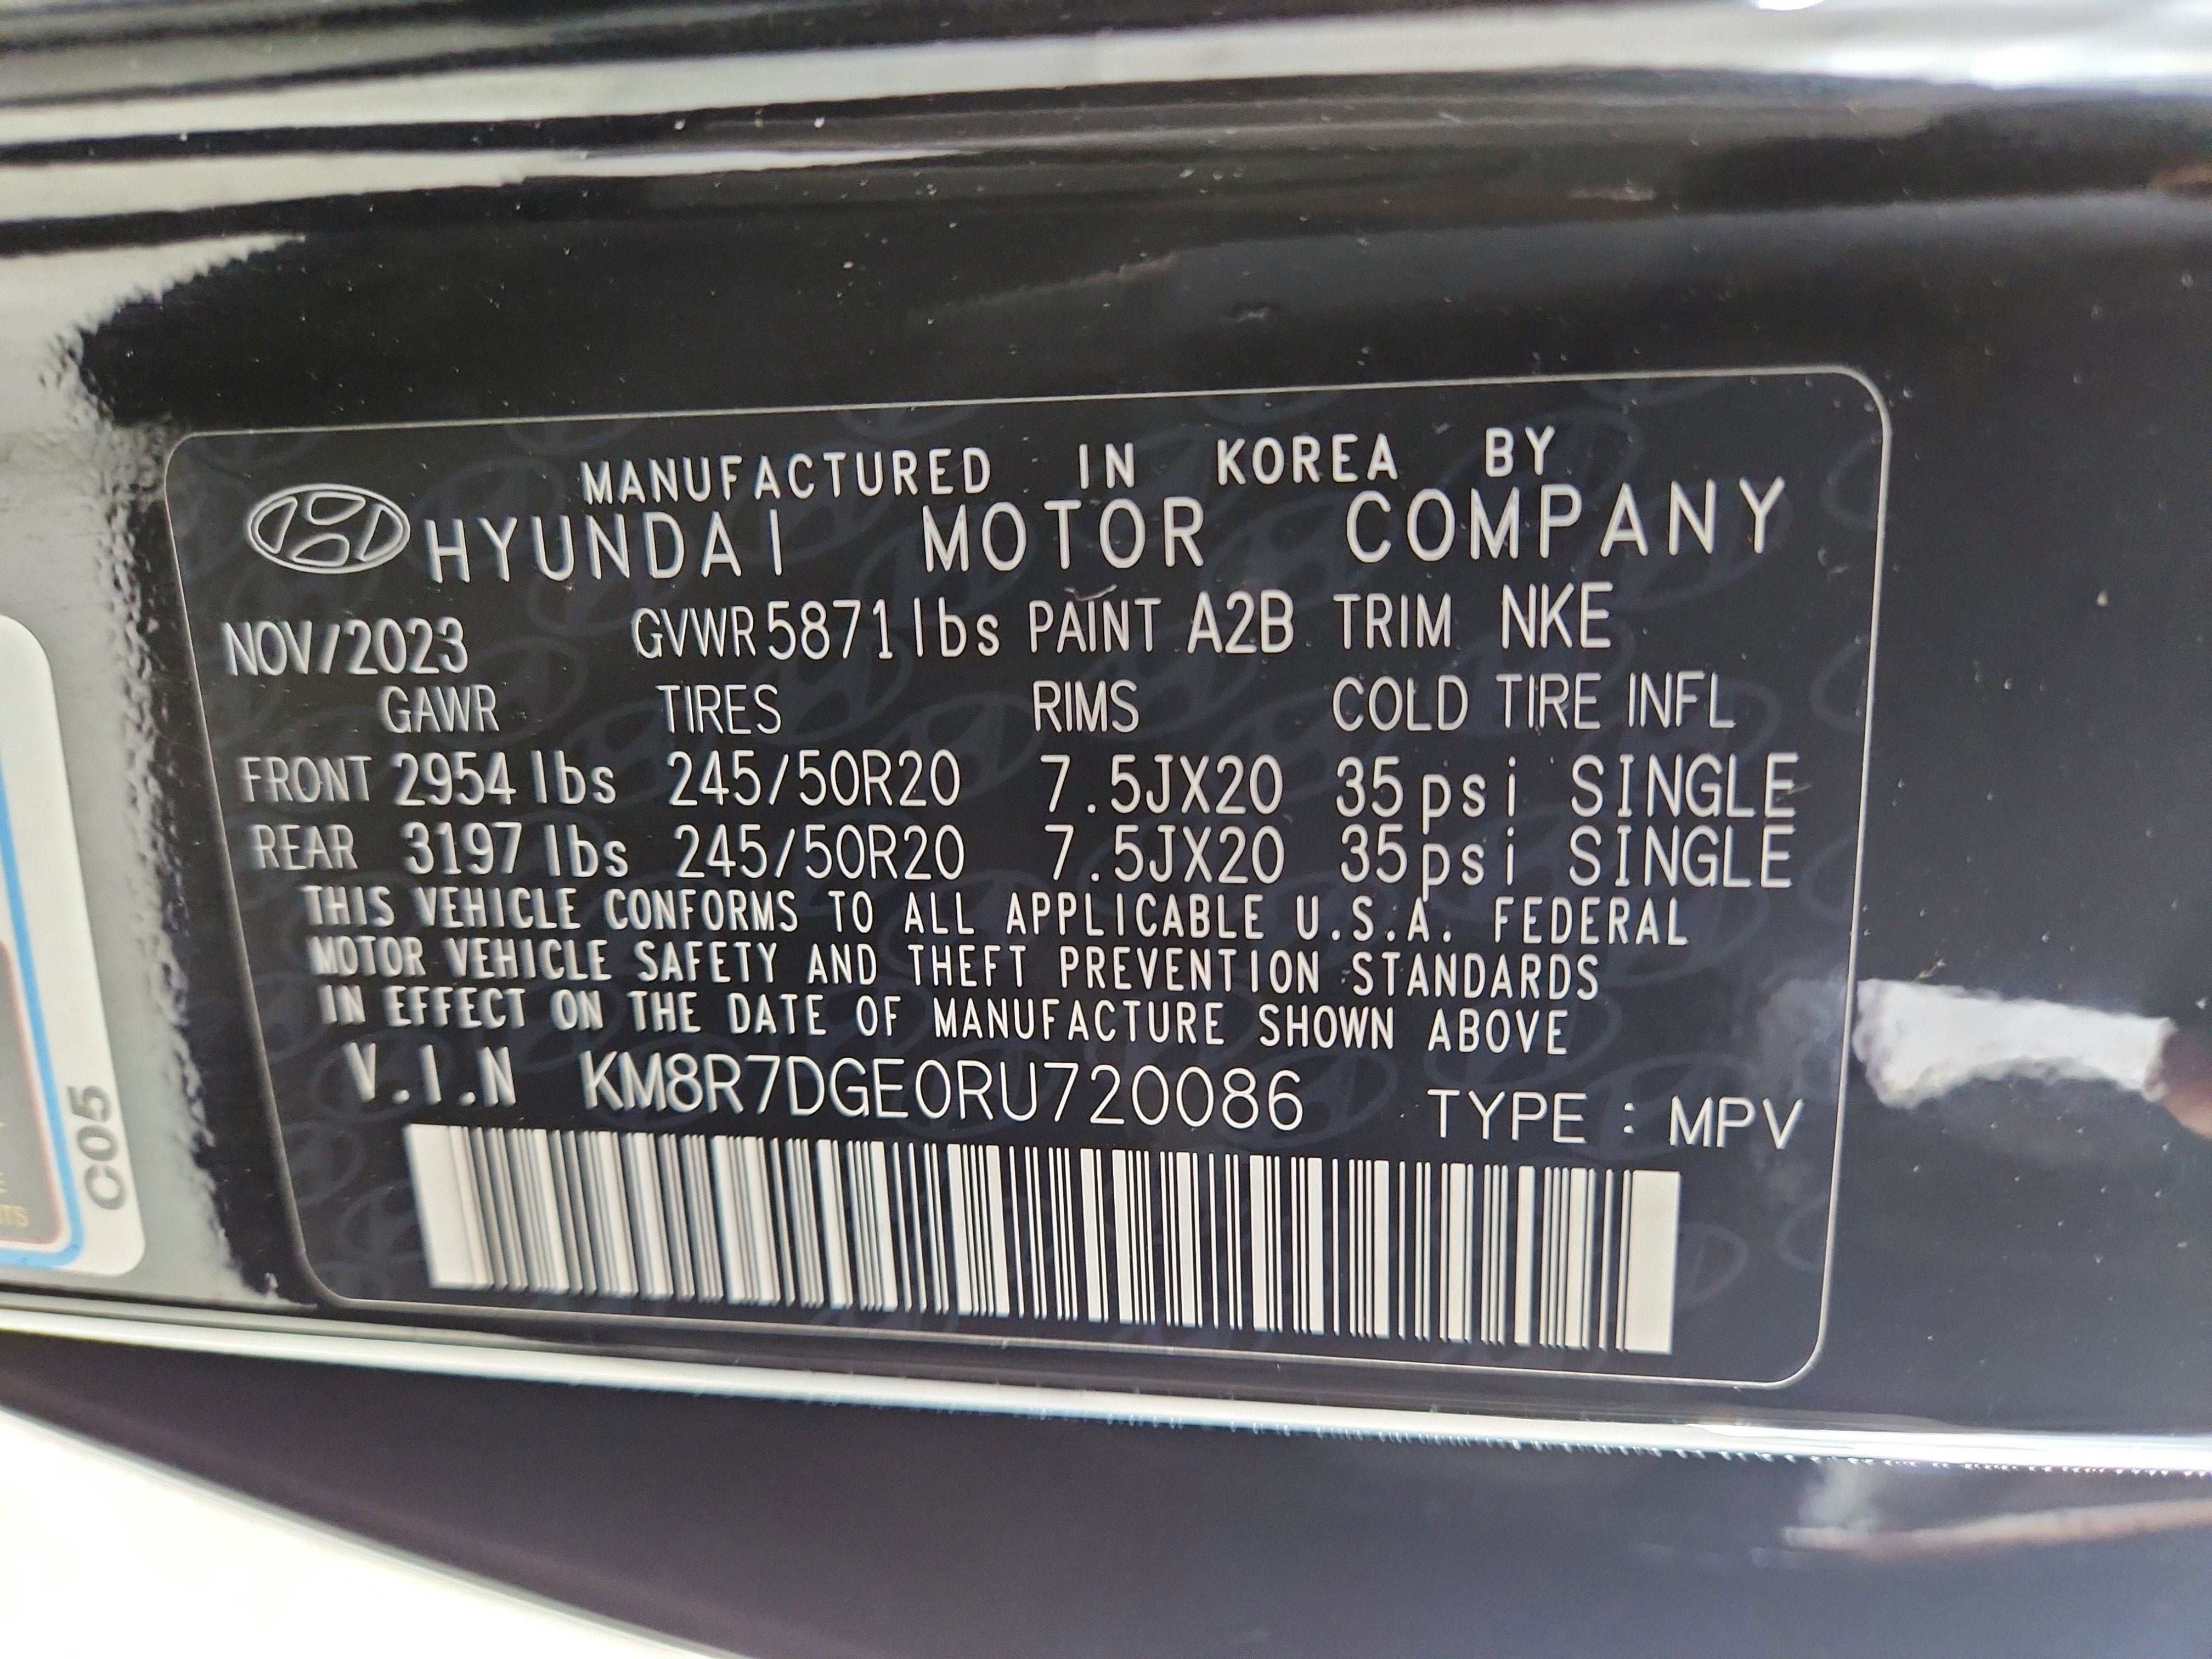 MANUFACTURED IN KOREA BY
HYUNDAI MOTOR COMPANY
NOV/2023 GVWR 5871 lbs PAINT A2B TRIM NKE
GAWR TIRES RIMS COLD TIRE INFL
FRONT 2954 lbs 245/50R20 7.5JX20 35psi SINGLE
REAR 3197 lbs 245/50R20 7.5JX20 35psi SINGLE
THIS VEHICLE CONFORMS TO ALL APPLICABLE U.S.A. FEDERAL
MOTOR VEHICLE SAFETY AND THEFT PREVENTION STANDARDS
IN EFFECT ON THE DATE OF MANUFACTURE SHOWN ABOVE
V.I.N KM8R7DGE0RU720086 TYPE : MPV
C05